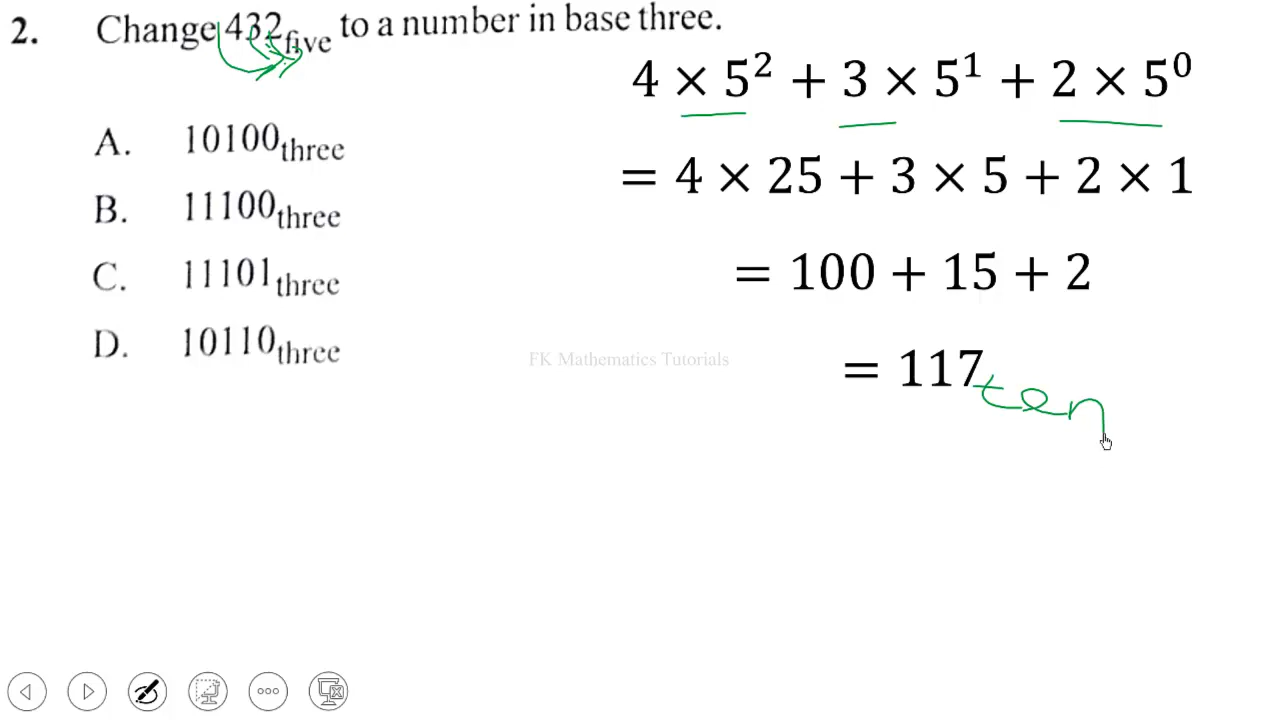 2. Change 432five to a number in base three.
A. 10100three
B. 11100three
C. 11101three
D. 10110three
4 × 5² + 3 × 5¹ + 2 × 5⁰
= 4 × 25 + 3 × 5 + 2 × 1
= 100 + 15 + 2
= 117ten
FK Mathematics Tutorials